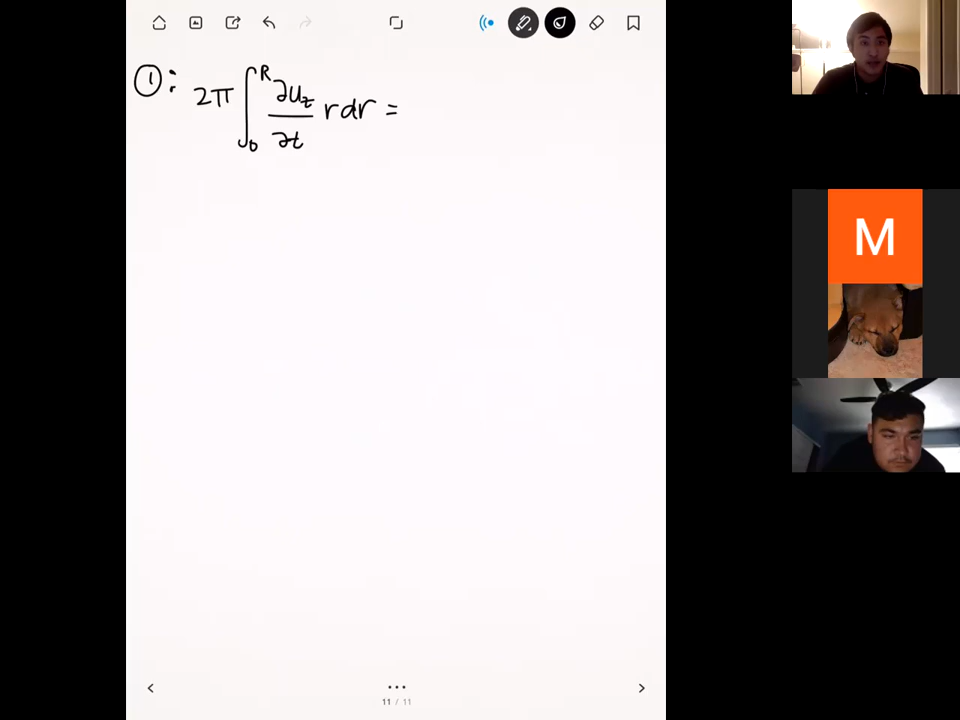 ①: 2π ∫₀ᴿ ∂u_z/∂t r dr =
M
11 / 11